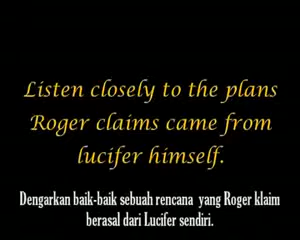 Listen closely to the plans
Roger claims came from
lucifer himself.
Dengarkan baik-baik sebuah rencana yang Roger klaim
berasal dari Lucifer sendiri.